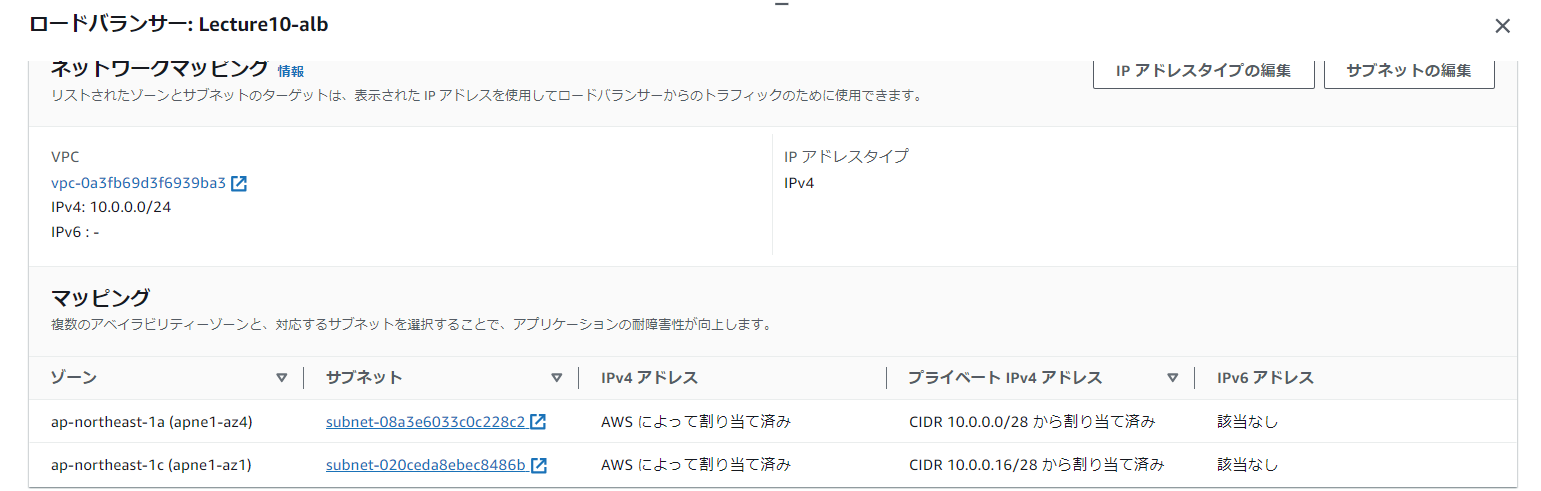 ロードバランサー: Lecture10-alb
ネットワークマッピング 情報
IP アドレスタイプの編集 サブネットの編集
リストされたゾーンとサブネットのターゲットは、表示された IP アドレスを使用してロードバランサーからのトラフィックのために使用できます。
VPC
vpc-0a3fb69d3f6939ba3
IPv4: 10.0.0.0/24
IPv6 : -
IP アドレスタイプ
IPv4
マッピング
複数のアベイラビリティーゾーンと、対応するサブネットを選択することで、アプリケーションの耐障害性が向上します。
ゾーン サブネット IPv4 アドレス プライベート IPv4 アドレス IPv6 アドレス
ap-northeast-1a (apne1-az4) subnet-08a3e6033c0c228c2 AWS によって割り当て済み CIDR 10.0.0.0/28 から割り当て済み 該当なし
ap-northeast-1c (apne1-az1) subnet-020ceda8ebec8486b AWS によって割り当て済み CIDR 10.0.0.16/28 から割り当て済み 該当なし